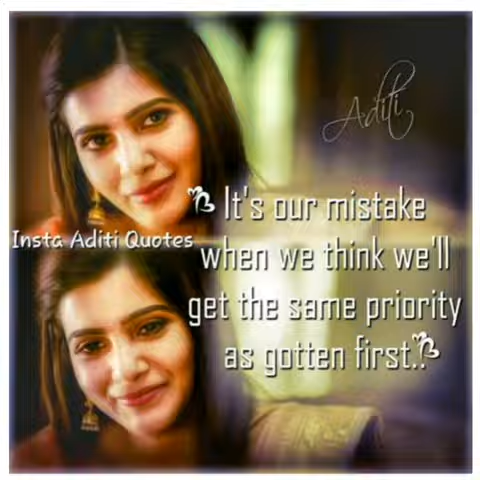 Aditi
It's our mistake
Insta Aditi Quotes
when we think we'll
get the same priority
as gotten first..